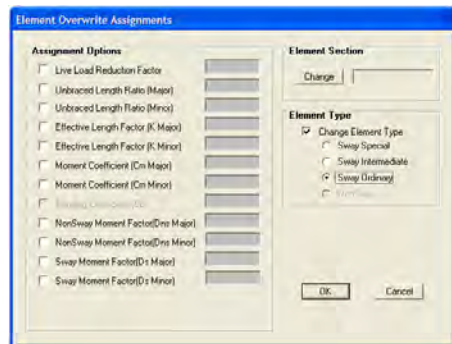 Element Overwrite Assignments
Assignment Options
Live Load Reduction Factor
Unbraced Length Ratio (Major)
Unbraced Length Ratio (Minor)
Effective Length Factor (K Major)
Effective Length Factor (K Minor)
Moment Coefficient (Cm Major)
Moment Coefficient (Cm Minor)
NonSway Moment Factor(Dns Major)
NonSway Moment Factor(Dns Minor)
Sway Moment Factor(Ds Major)
Sway Moment Factor(Ds Minor)
Element Section
Change
Element Type
Change Element Type
Sway Special
Sway Intermediate
Sway Ordinary
OK
Cancel